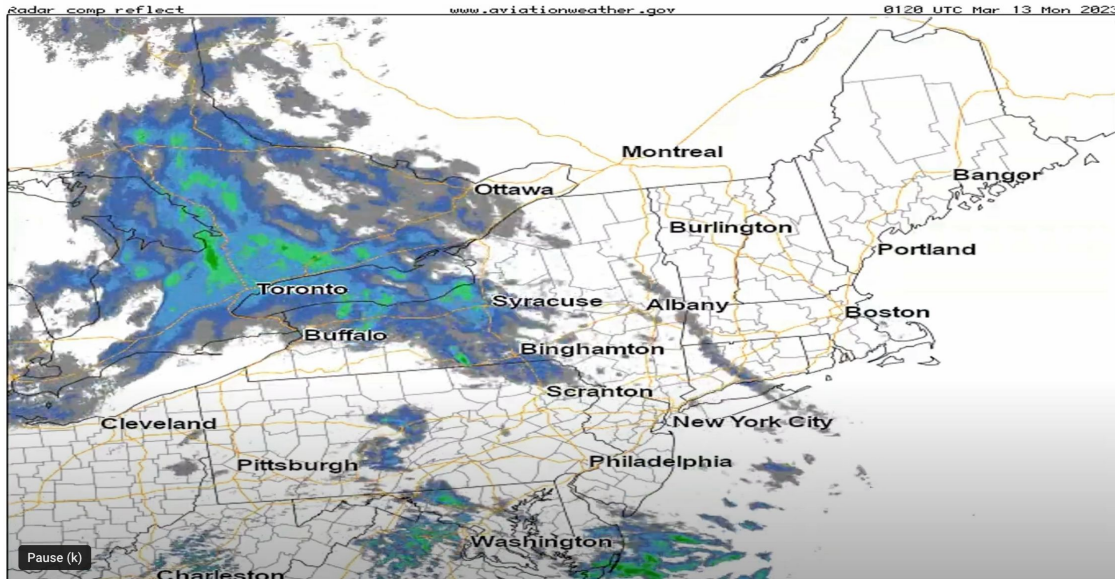 Radar comp reflect www.aviationweather.gov 0120 UTC Mar 13 Mon 2023
Montreal
Bangor
Ottawa
Burlington
Portland
Toronto
Syracuse
Albany
Boston
Buffalo
Binghamton
Scranton
Cleveland
New York City
Pittsburgh
Philadelphia
Washington
Pause (k)
Charleston